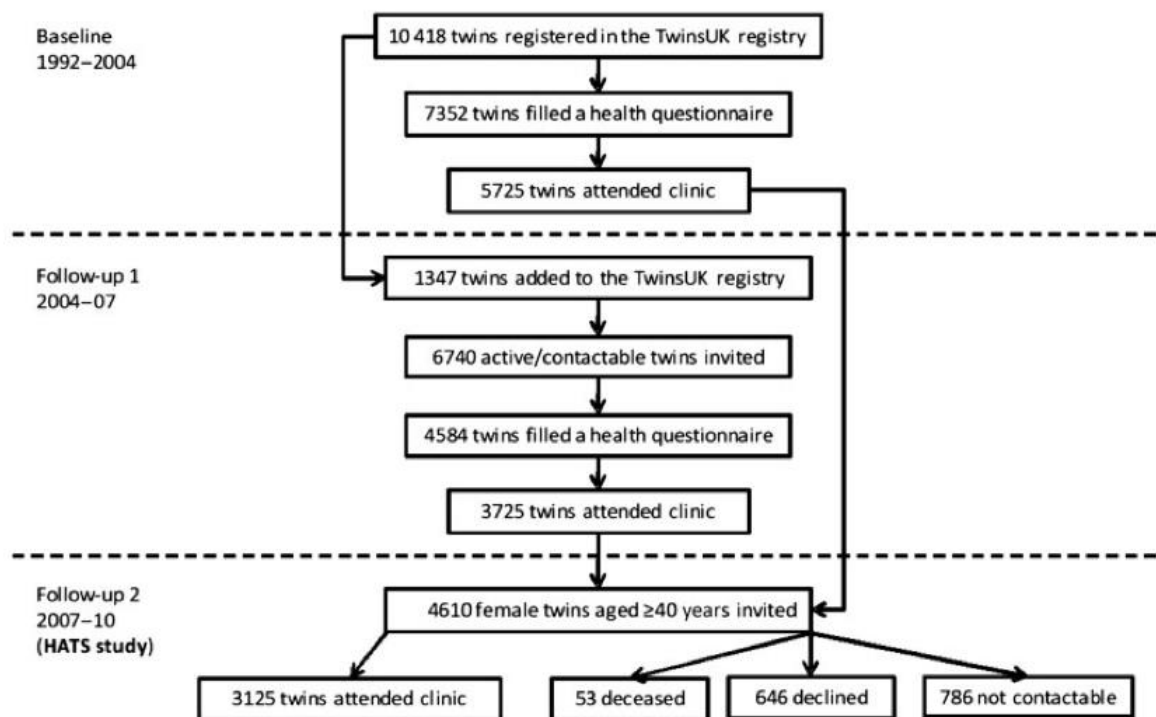 Baseline
1992–2004
10 418 twins registered in the TwinsUK registry
7352 twins filled a health questionnaire
5725 twins attended clinic
Follow-up 1
2004–07
1347 twins added to the TwinsUK registry
6740 active/contactable twins invited
4584 twins filled a health questionnaire
3725 twins attended clinic
Follow-up 2
2007–10
(HATS study)
4610 female twins aged ≥40 years invited
3125 twins attended clinic
53 deceased
646 declined
786 not contactable